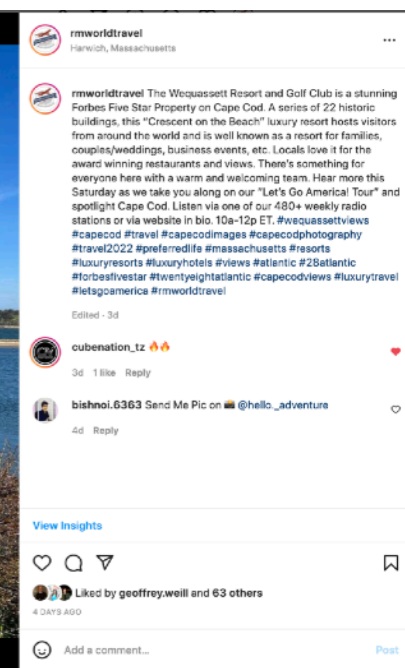 rmworldtravel
Harwich, Massachusetts
rmworldtravel The Wequassett Resort and Golf Club is a stunning
Forbes Five Star Property on Cape Cod. A series of 22 historic
buildings, this "Crescent on the Beach" luxury resort hosts visitors
from around the world and is well known as a resort for families,
couples/weddings, business events, etc. Locals love it for the
award winning restaurants and views. There's something for
everyone here with a warm and welcoming team. Hear more this
Saturday as we take you along on our "Let's Go America! Tour" and
spotlight Cape Cod. Listen via one of our 480+ weekly radio
stations or via website in bio. 10a-12p ET. #wequassettviews
#capecod #travel #capecodimages #capecodphotography
#travel2022 #preferredlife #massachusetts #resorts
#luxuryresorts #luxuryhotels #views #atlantic #28atlantic
#forbesfivestar #twentyeightatlantic #capecodviews #luxurytravel
#letsgoamerica #rmworldtravel
Edited · 3d
cubenation_tz 🔥🔥
3d 1 like Reply
bishnoi.6363 Send Me Pic on 📸 @hello._adventure
4d Reply
View Insights
Liked by geoffrey.weill and 63 others
4 DAYS AGO
Add a comment... Post